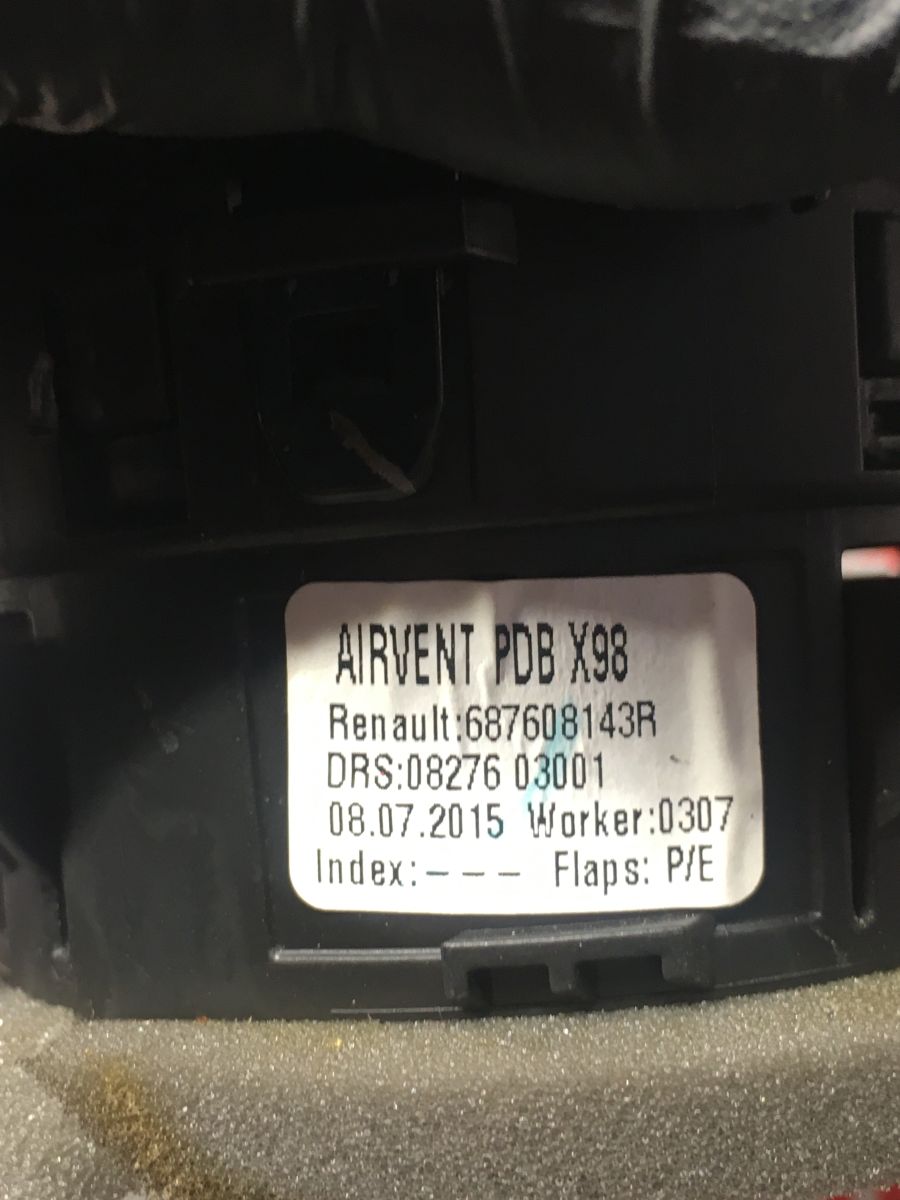 AIRVENT PDB X98
Renault:687608143R
DRS:08276 03001
08.07.2015 Worker:0307
Index:--- Flaps: P/E